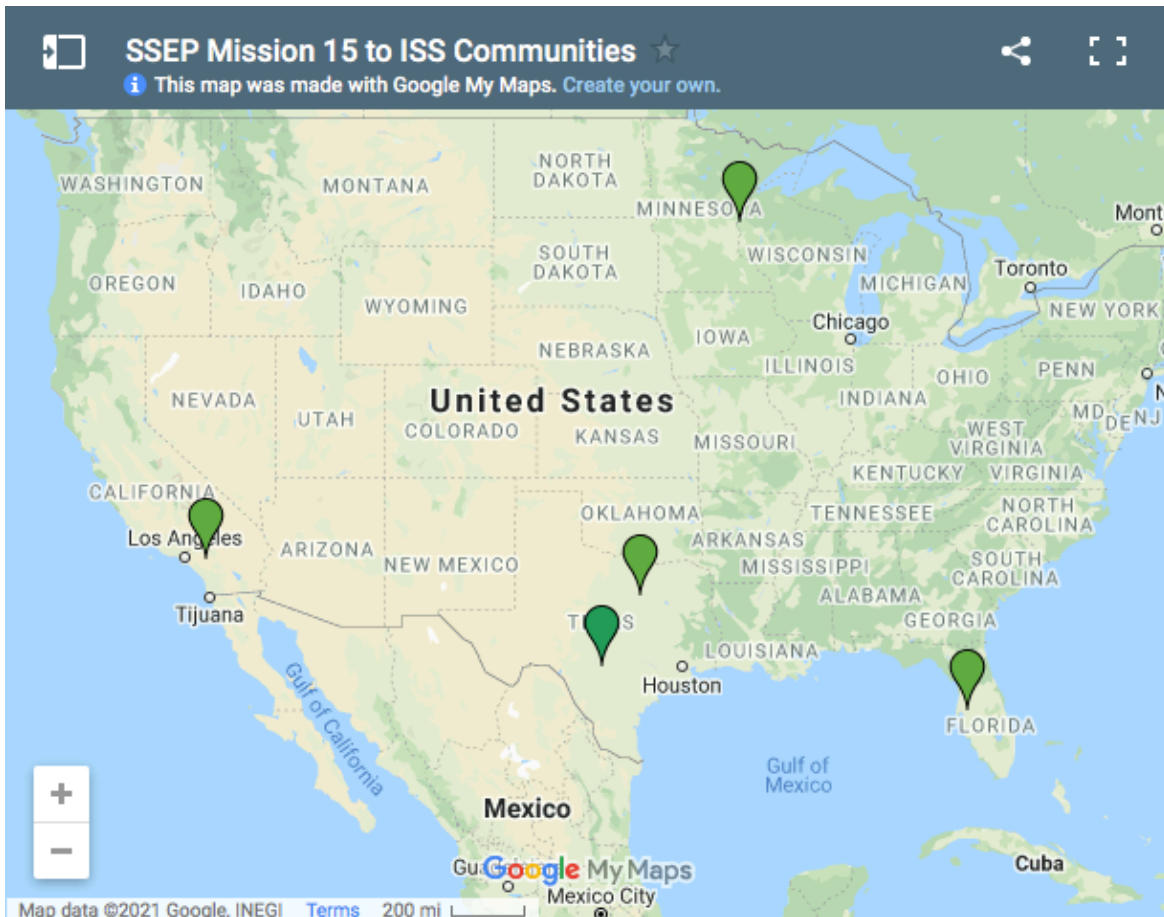 SSEP Mission 15 to ISS Communities
This map was made with Google My Maps. Create your own.
NORTH
DAKOTA
WASHINGTON
MONTANA
MINNESOTA
Mont
SOUTH
DAKOTA
WISCONSIN
OREGON
IDAHO
MICHIGAN
Toronto
WYOMING
NEW YORK
Chicago
IOWA
NEBRASKA
ILLINOIS
OHIO
PENN
NEVADA
INDIANA
N
United States
UTAH
COLORADO
KANSAS
MISSOURI
MD
DE
NJ
WEST
VIRGINIA
KENTUCKY
VIRGINIA
CALIFORNIA
OKLAHOMA
TENNESSEE
NORTH
CAROLINA
Los Angeles
ARIZONA
NEW MEXICO
ARKANSAS
MISSISSIPPI
SOUTH
CAROLINA
Tijuana
ALABAMA
GEORGIA
LOUISIANA
Houston
Gulf of California
FLORIDA
Gulf of
Mexico
+
Mexico
−
Google My Maps
Cuba
Mexico City
Map data ©2021 Google, INEGI Terms 200 mi